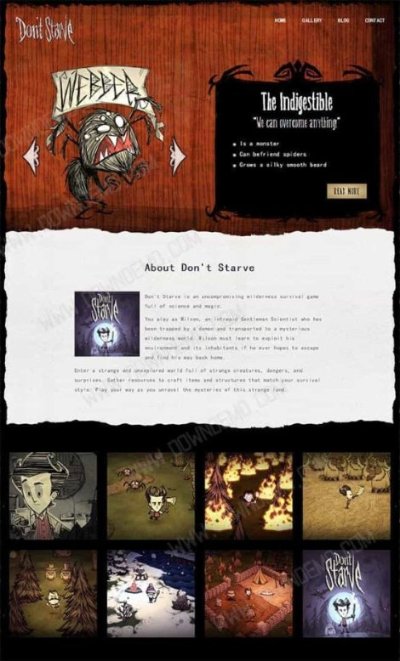 Don't Starve
HOME GALLERY BLOG CONTACT
WEBBER
The Indigestible
"We can overcome anything"
Is a monster
Can befriend spiders
Grows a silky smooth beard
READ MORE
About Don't Starve
Don't Starve
Don't Starve is an uncompromising wilderness survival game
full of science and magic.
You play as Wilson, an intrepid Gentleman Scientist who has
been trapped by a demon and transported to a mysterious
wilderness world. Wilson must learn to exploit his
environment and its inhabitants if he ever hopes to escape
and find his way back home.
Enter a strange and unexplored world full of strange creatures, dangers, and
surprises. Gather resources to craft items and structures that match your survival
style. Play your way as you unravel the mysteries of this strange land.
Don't Starve
WWW.DOWNDEMO.COM